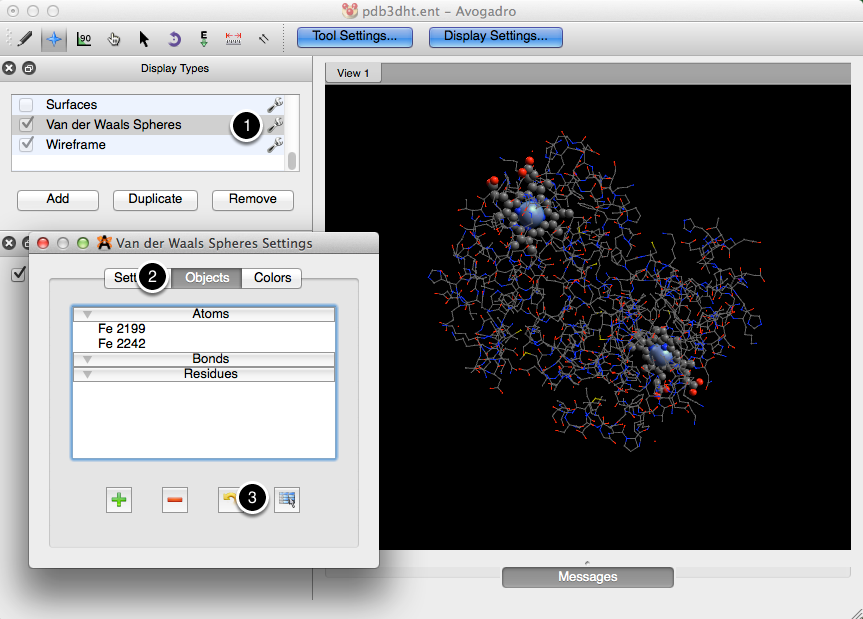 pdb3dht.ent - Avogadro
90
E
Tool Settings...
Display Settings...
Display Types
Surfaces
Van der Waals Spheres
1
Wireframe
Add
Duplicate
Remove
View 1
Van der Waals Spheres Settings
2
Objects
Colors
Atoms
Fe 2199
Fe 2242
Bonds
Residues
3
Messages